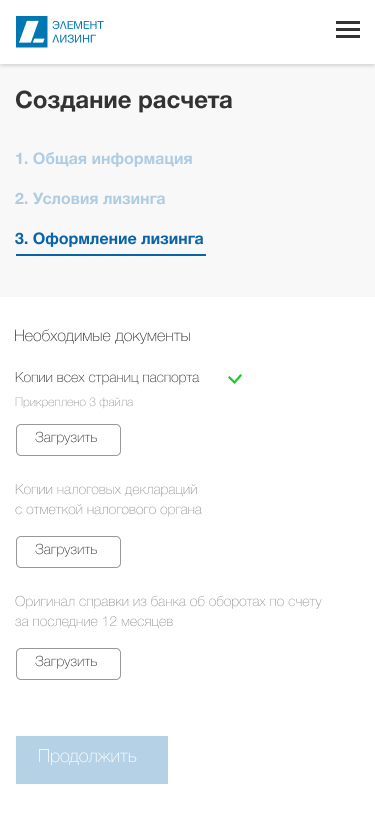 ЭЛЕМЕНТ
ЛИЗИНГ
Создание расчета
1. Общая информация
2. Условия лизинга
3. Оформление лизинга
Необходимые документы
Копии всех страниц паспорта
Прикреплено 3 файла
Загрузить
Копии налоговых деклараций
с отметкой налогового органа
Загрузить
Оригинал справки из банка об оборотах по счету
за последние 12 месяцев
Загрузить
Продолжить